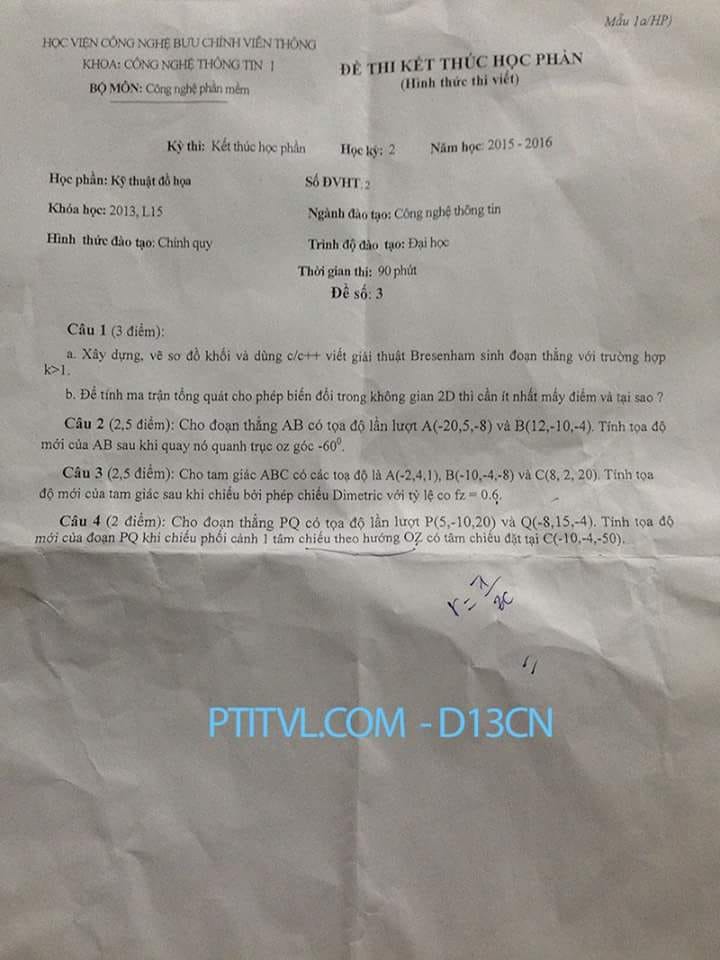 Mẫu 1a/HP)
HỌC VIỆN CÔNG NGHỆ BƯU CHÍNH VIỄN THÔNG
KHOA: CÔNG NGHỆ THÔNG TIN 1
BỘ MÔN: Công nghệ phần mềm
ĐỀ THI KẾT THÚC HỌC PHẦN
(Hình thức thi viết)
Kỳ thi: Kết thúc học phần Học kỳ: 2 Năm học: 2015 - 2016
Học phần: Kỹ thuật đồ họa Số ĐVHT: 2
Khóa học: 2013, L15 Ngành đào tạo: Công nghệ thông tin
Hình thức đào tạo: Chính quy Trình độ đào tạo: Đại học
Thời gian thi: 90 phút
Đề số: 3
Câu 1 (3 điểm):
a. Xây dựng, vẽ sơ đồ khối và dùng c/c++ viết giải thuật Bresenham sinh đoạn thẳng với trường hợp
k>1.
b. Để tính ma trận tổng quát cho phép biến đổi trong không gian 2D thì cần ít nhất mấy điểm và tại sao ?
Câu 2 (2,5 điểm): Cho đoạn thẳng AB có tọa độ lần lượt A(-20,5,-8) và B(12,-10,-4). Tính tọa độ
mới của AB sau khi quay nó quanh trục oz góc -60⁰.
Câu 3 (2,5 điểm): Cho tam giác ABC có các toạ độ là A(-2,4,1), B(-10,-4,-8) và C(8, 2, 20). Tính tọa
độ mới của tam giác sau khi chiếu bởi phép chiếu Dimetric với tỷ lệ co fz = 0.6.
Câu 4 (2 điểm): Cho đoạn thẳng PQ có tọa độ lần lượt P(5,-10,20) và Q(-8,15,-4). Tính tọa độ
mới của đoạn PQ khi chiếu phối cảnh 1 tâm chiếu theo hướng OZ có tâm chiếu đặt tại C(-10,-4,-50).
PTITVL.COM - D13CN